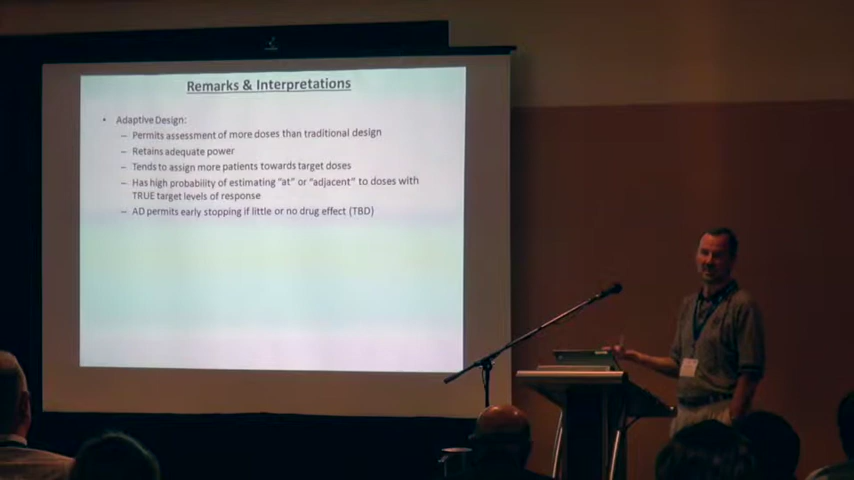 Remarks & Interpretations
• Adaptive Design:
– Permits assessment of more doses than traditional design
– Retains adequate power
– Tends to assign more patients towards target doses
– Has high probability of estimating “at” or “adjacent” to doses with
TRUE target levels of response
– AD permits early stopping if little or no drug effect (TBD)